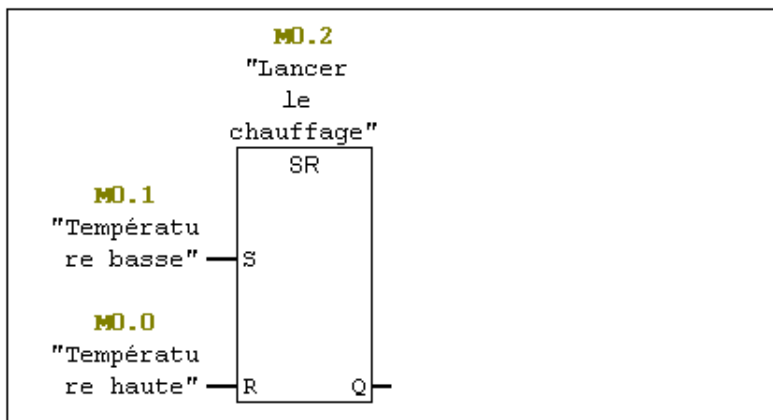 M0.2
"Lancer
le
chauffage"
SR
M0.1
"Températu
re basse"
S
M0.0
"Températu
re haute"
R
Q